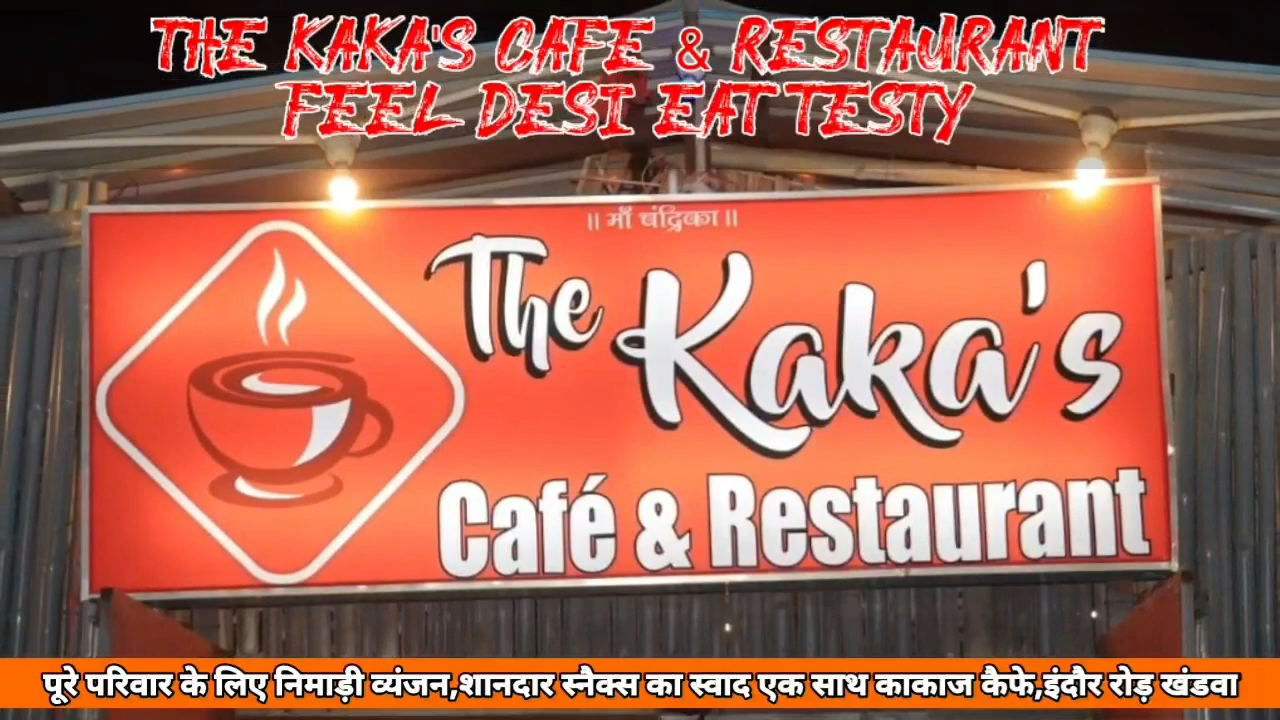 THE KAKA'S CAFE & RESTAURANT
FEEL DESI EAT TESTY
॥ माँ चंद्रिका ॥
The Kaka's
Café & Restaurant
पूरे परिवार के लिए निमाड़ी व्यंजन,शानदार स्नैक्स का स्वाद एक साथ काकाज कैफे,इंदौर रोड़ खंडवा